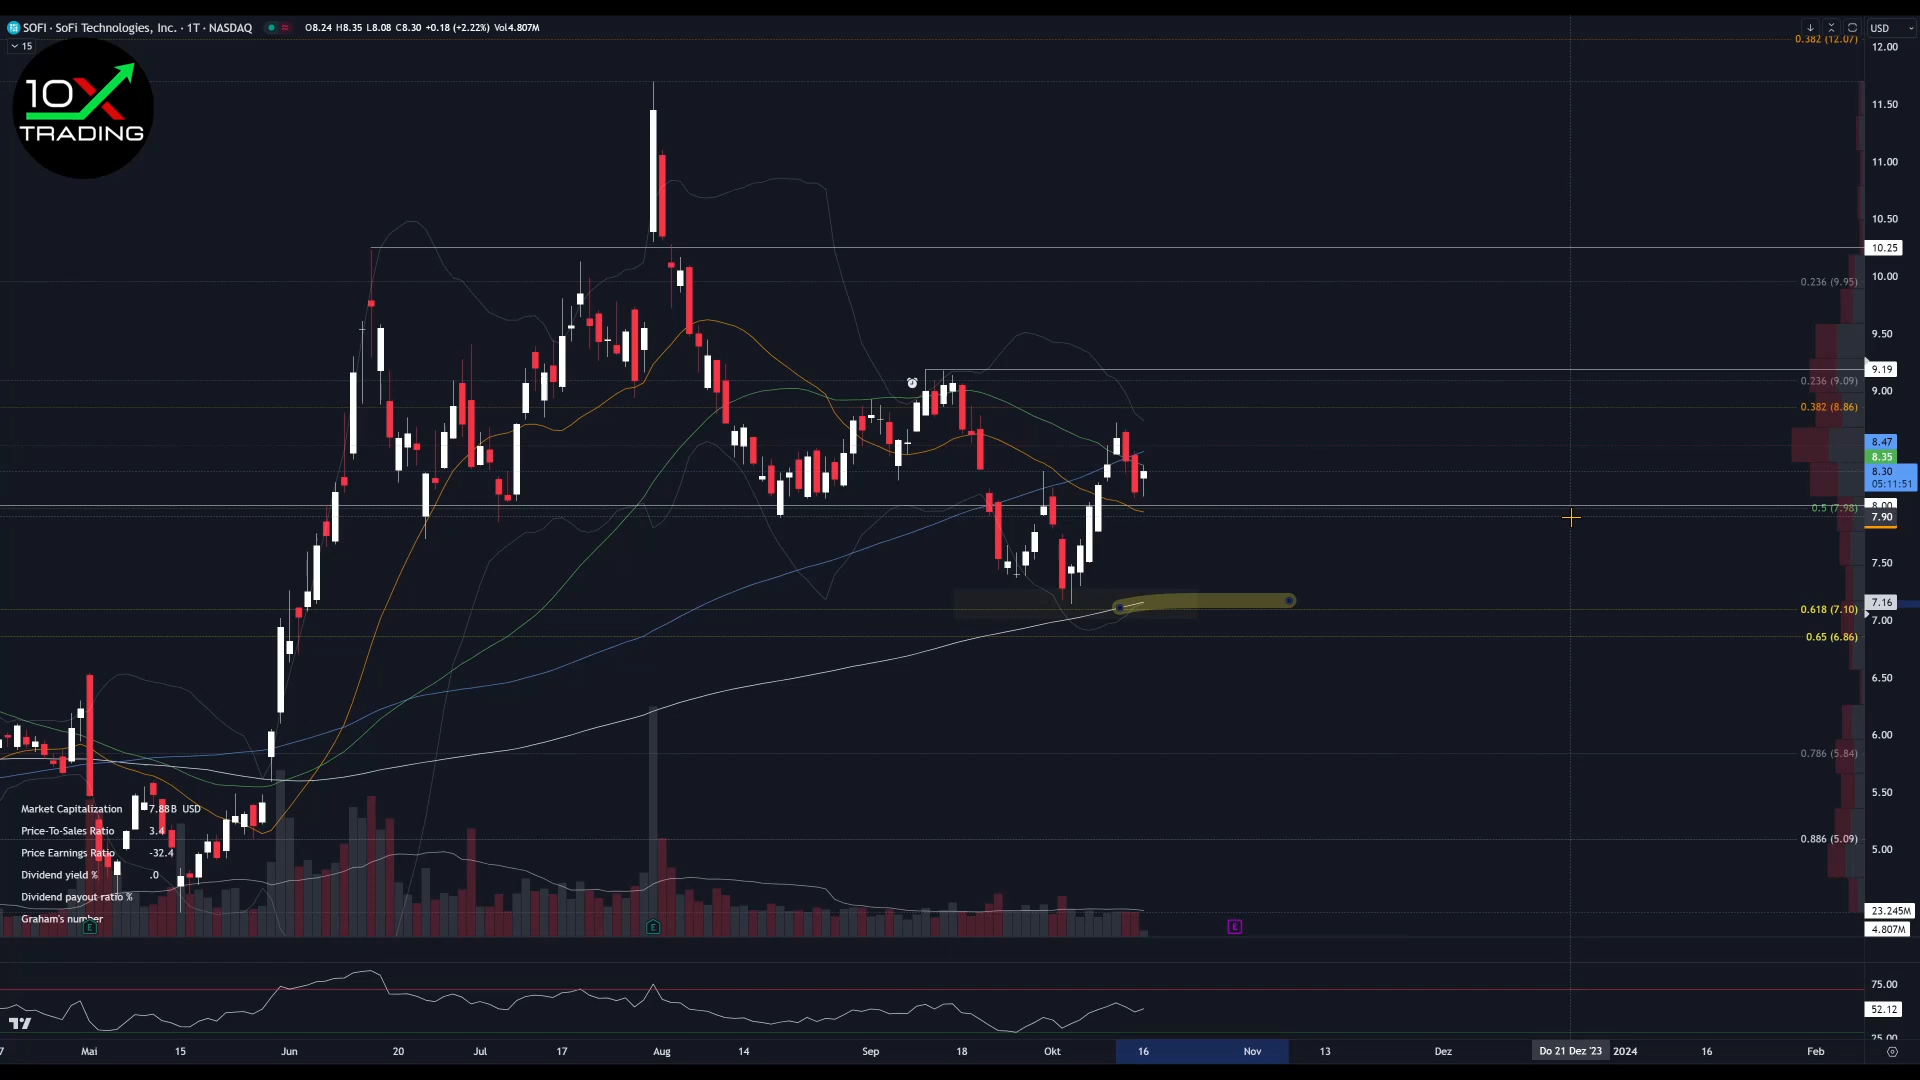 SOFI · SoFi Technologies, Inc. · 1T · NASDAQ
O8.24 H8.35 L8.08 C8.30 +0.18 (+2.22%) Vol4.807M
USD
15
10X
TRADING
0.382 (12.07)
12.00
11.50
11.00
10.50
10.25
10.00
0.236 (9.95)
9.50
9.19
0.236 (9.09)
9.00
0.382 (8.86)
8.47
8.35
8.30
05:11:51
8.00
0.5 (7.98)
7.90
7.50
7.16
0.618 (7.10)
7.00
0.65 (6.86)
6.50
6.00
0.786 (5.84)
5.50
0.886 (5.09)
5.00
Market Capitalization 7.88B USD
Price-To-Sales Ratio 3.4
Price Earnings Ratio -32.4
Dividend yield % .0
Dividend payout ratio %
Graham's number
E
E
E
23.245M
4.807M
75.00
52.12
25.00
7 Mai 15 Jun 20 Jul 17 Aug 14 Sep 18 Okt 16 Nov 13 Dez Do 21 Dez '23 2024 16 Feb